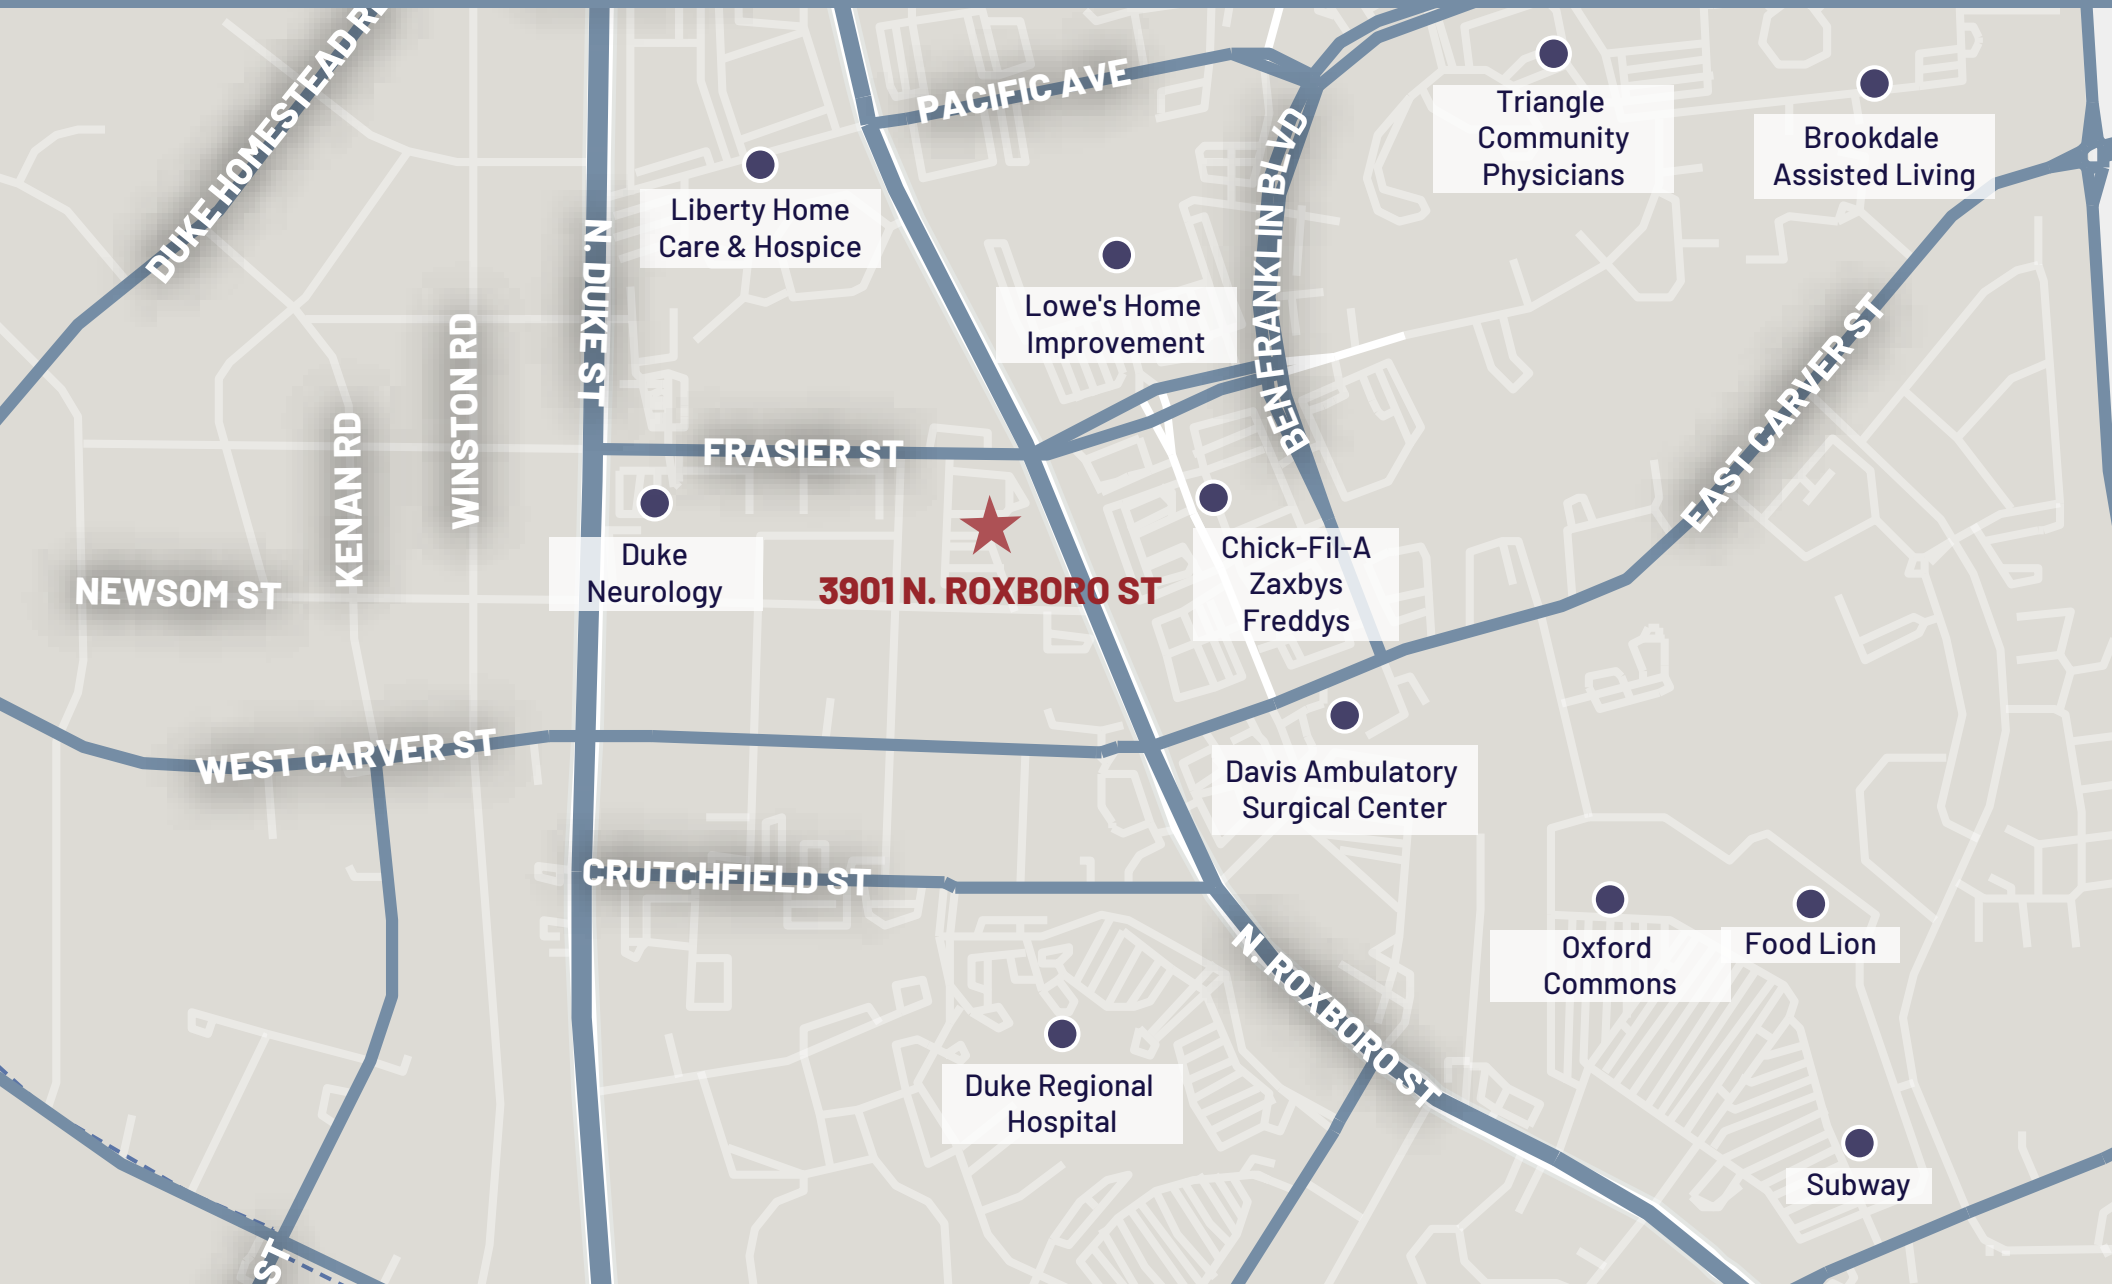 DUKE HOMESTEAD
PACIFIC AVE
Triangle
Community
Physicians
Brookdale
Assisted Living
BEN FRANKLIN BLVD
Liberty Home
Care & Hospice
N. DUKE ST
Lowe's Home
Improvement
WINSTON RD
KENAN RD
EAST CARVER ST
FRASIER ST
Duke
Neurology
3901 N. ROXBORO ST
Chick-Fil-A
Zaxbys
Freddys
NEWSOM ST
WEST CARVER ST
Davis Ambulatory
Surgical Center
CRUTCHFIELD ST
N. ROXBORO ST
Oxford
Commons
Food Lion
Duke Regional
Hospital
Subway
ST